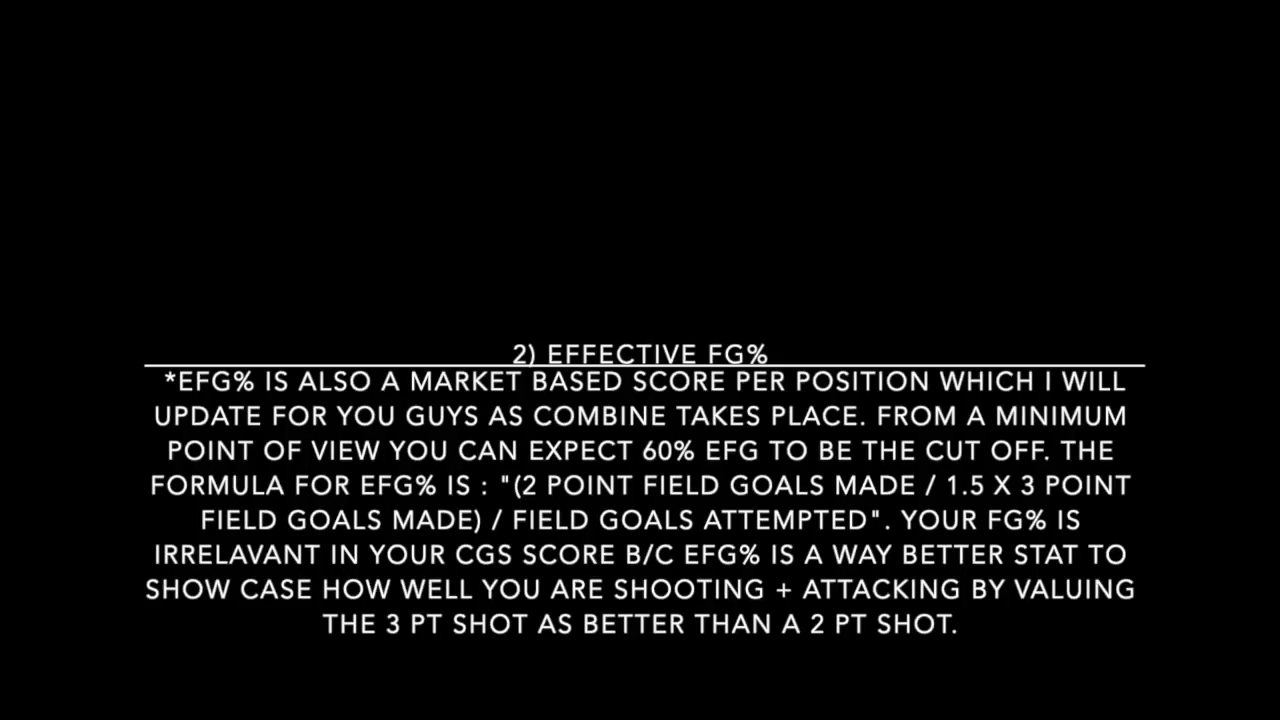 2) EFFECTIVE FG%
*EFG% IS ALSO A MARKET BASED SCORE PER POSITION WHICH I WILL
UPDATE FOR YOU GUYS AS COMBINE TAKES PLACE. FROM A MINIMUM
POINT OF VIEW YOU CAN EXPECT 60% EFG TO BE THE CUT OFF. THE
FORMULA FOR EFG% IS : "(2 POINT FIELD GOALS MADE / 1.5 X 3 POINT
FIELD GOALS MADE) / FIELD GOALS ATTEMPTED". YOUR FG% IS
IRRELAVANT IN YOUR CGS SCORE B/C EFG% IS A WAY BETTER STAT TO
SHOW CASE HOW WELL YOU ARE SHOOTING + ATTACKING BY VALUING
THE 3 PT SHOT AS BETTER THAN A 2 PT SHOT.